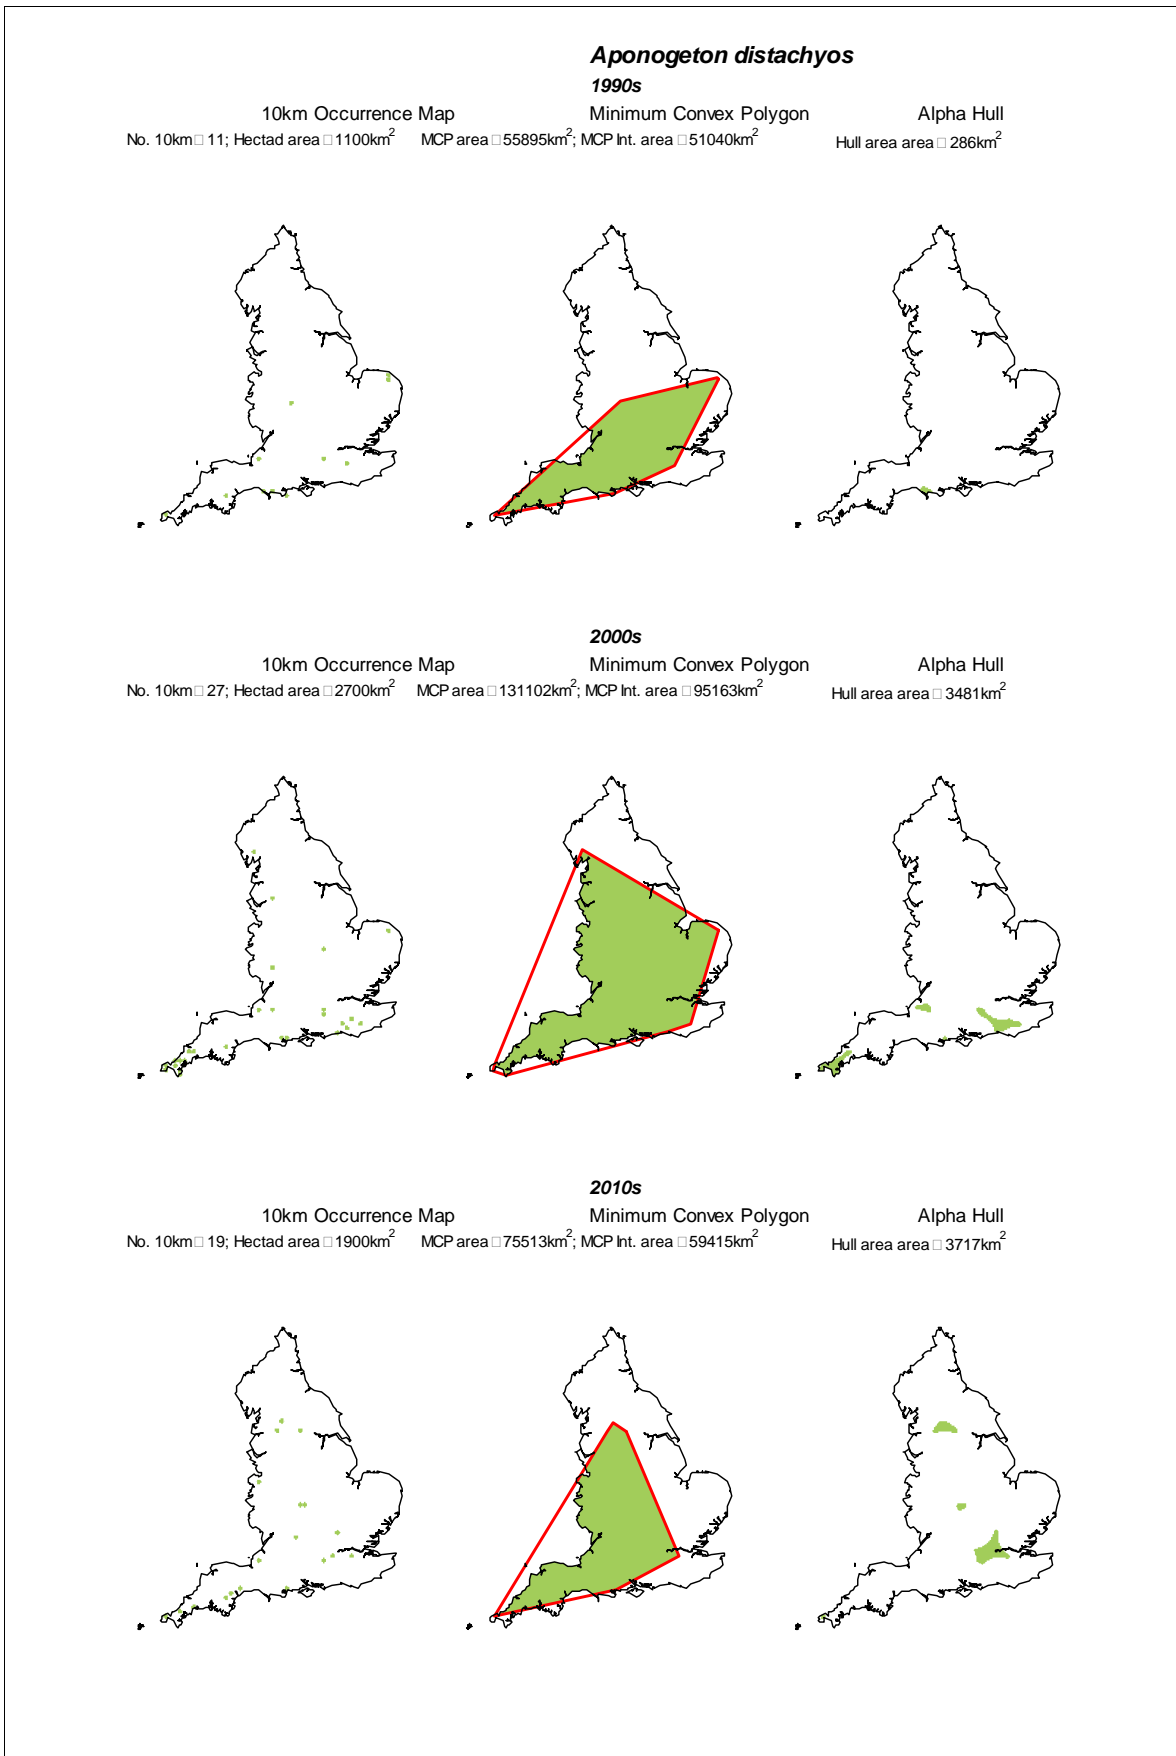 Aponogeton distachyos
1990s
10km Occurrence Map Minimum Convex Polygon Alpha Hull
No. 10km□11; Hectad area□1100km² MCP area□55895km²; MCP Int. area□51040km² Hull area area□286km²
2000s
10km Occurrence Map Minimum Convex Polygon Alpha Hull
No. 10km□27; Hectad area□2700km² MCP area□131102km²; MCP Int. area□95163km² Hull area area□3481km²
2010s
10km Occurrence Map Minimum Convex Polygon Alpha Hull
No. 10km□19; Hectad area□1900km² MCP area□75513km²; MCP Int. area□59415km² Hull area area□3717km²